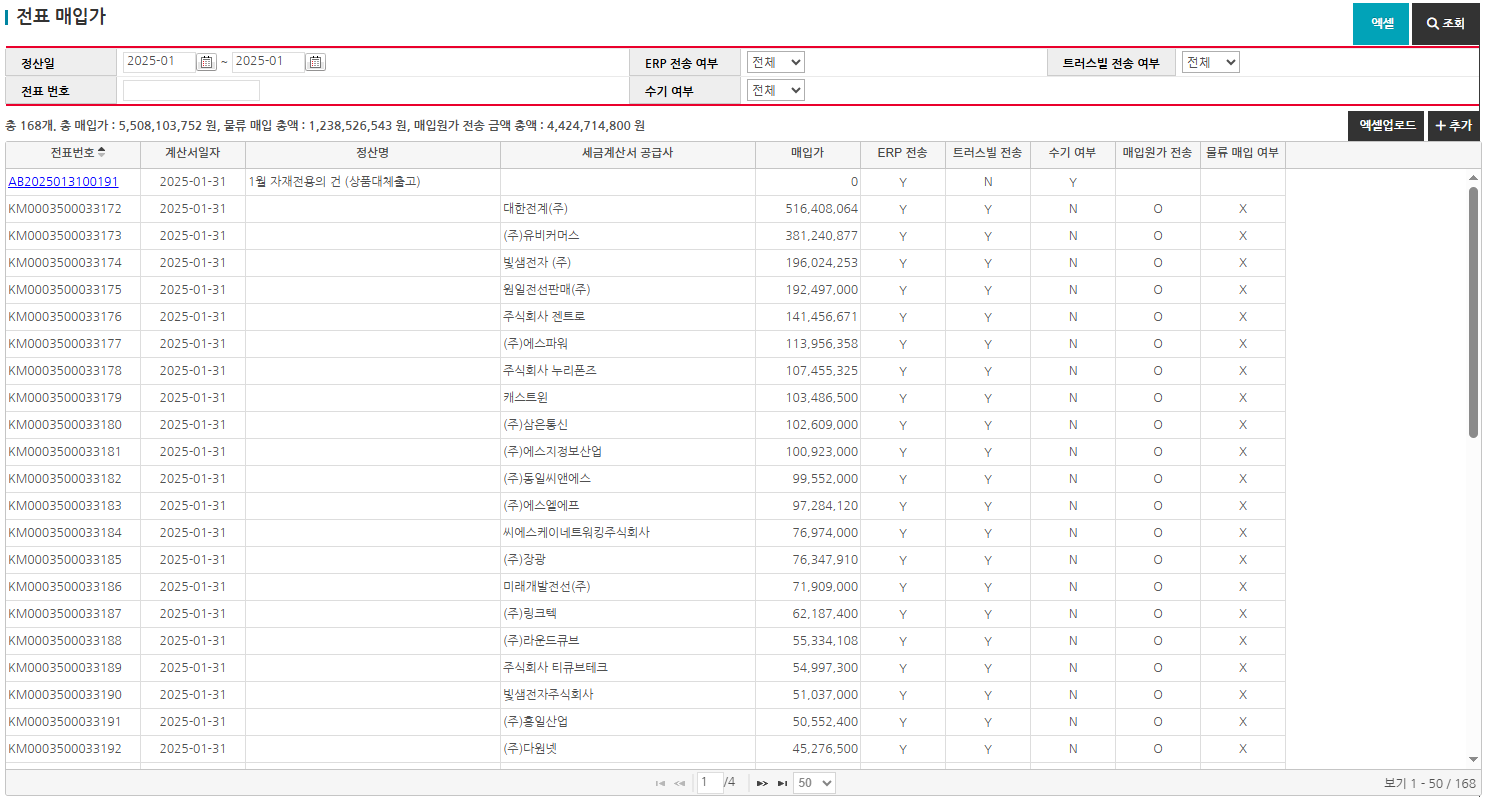 전표 매입가
엑셀 조회
정산일 2025-01 ~ 2025-01 ERP 전송 여부 전체 트러스빌 전송 여부 전체
전표 번호 수기 여부 전체
총 168개, 총 매입가 : 5,508,103,752 원, 물류 매입 총액 : 1,238,526,543 원, 매입원가 전송 금액 총액 : 4,424,714,800 원 엑셀업로드 + 추가
전표번호 계산서일자 정산명 세금계산서 공급사 매입가 ERP 전송 트러스빌 전송 수기 여부 매입원가 전송 물류 매입 여부
AB2025013100191 2025-01-31 1월 자재전용의 건 (상품대체출고) 0 Y N Y
KM0003500033172 2025-01-31 대한전계(주) 516,408,064 Y Y N O X
KM0003500033173 2025-01-31 (주)유비커머스 381,240,877 Y Y N O X
KM0003500033174 2025-01-31 빛샘전자 (주) 196,024,253 Y Y N O X
KM0003500033175 2025-01-31 원일전선판매(주) 192,497,000 Y Y N O X
KM0003500033176 2025-01-31 주식회사 젠트로 141,456,671 Y Y N O X
KM0003500033177 2025-01-31 (주)에스파워 113,956,358 Y Y N O X
KM0003500033178 2025-01-31 주식회사 누리폰즈 107,455,325 Y Y N O X
KM0003500033179 2025-01-31 캐스트윈 103,486,500 Y Y N O X
KM0003500033180 2025-01-31 (주)삼은통신 102,609,000 Y Y N O X
KM0003500033181 2025-01-31 (주)에스지정보산업 100,923,000 Y Y N O X
KM0003500033182 2025-01-31 (주)동일씨앤에스 99,552,000 Y Y N O X
KM0003500033183 2025-01-31 (주)에스엘에프 97,284,120 Y Y N O X
KM0003500033184 2025-01-31 씨에스케이네트워킹주식회사 76,974,000 Y Y N O X
KM0003500033185 2025-01-31 (주)장광 76,347,910 Y Y N O X
KM0003500033186 2025-01-31 미래개발전선(주) 71,909,000 Y Y N O X
KM0003500033187 2025-01-31 (주)링크텍 62,187,400 Y Y N O X
KM0003500033188 2025-01-31 (주)라운드큐브 55,334,108 Y Y N O X
KM0003500033189 2025-01-31 주식회사 티큐브테크 54,997,300 Y Y N O X
KM0003500033190 2025-01-31 빛샘전자주식회사 51,037,000 Y Y N O X
KM0003500033191 2025-01-31 (주)홍일산업 50,552,400 Y Y N O X
KM0003500033192 2025-01-31 (주)다원넷 45,276,500 Y Y N O X
1 /4 50 보기 1 - 50 / 168